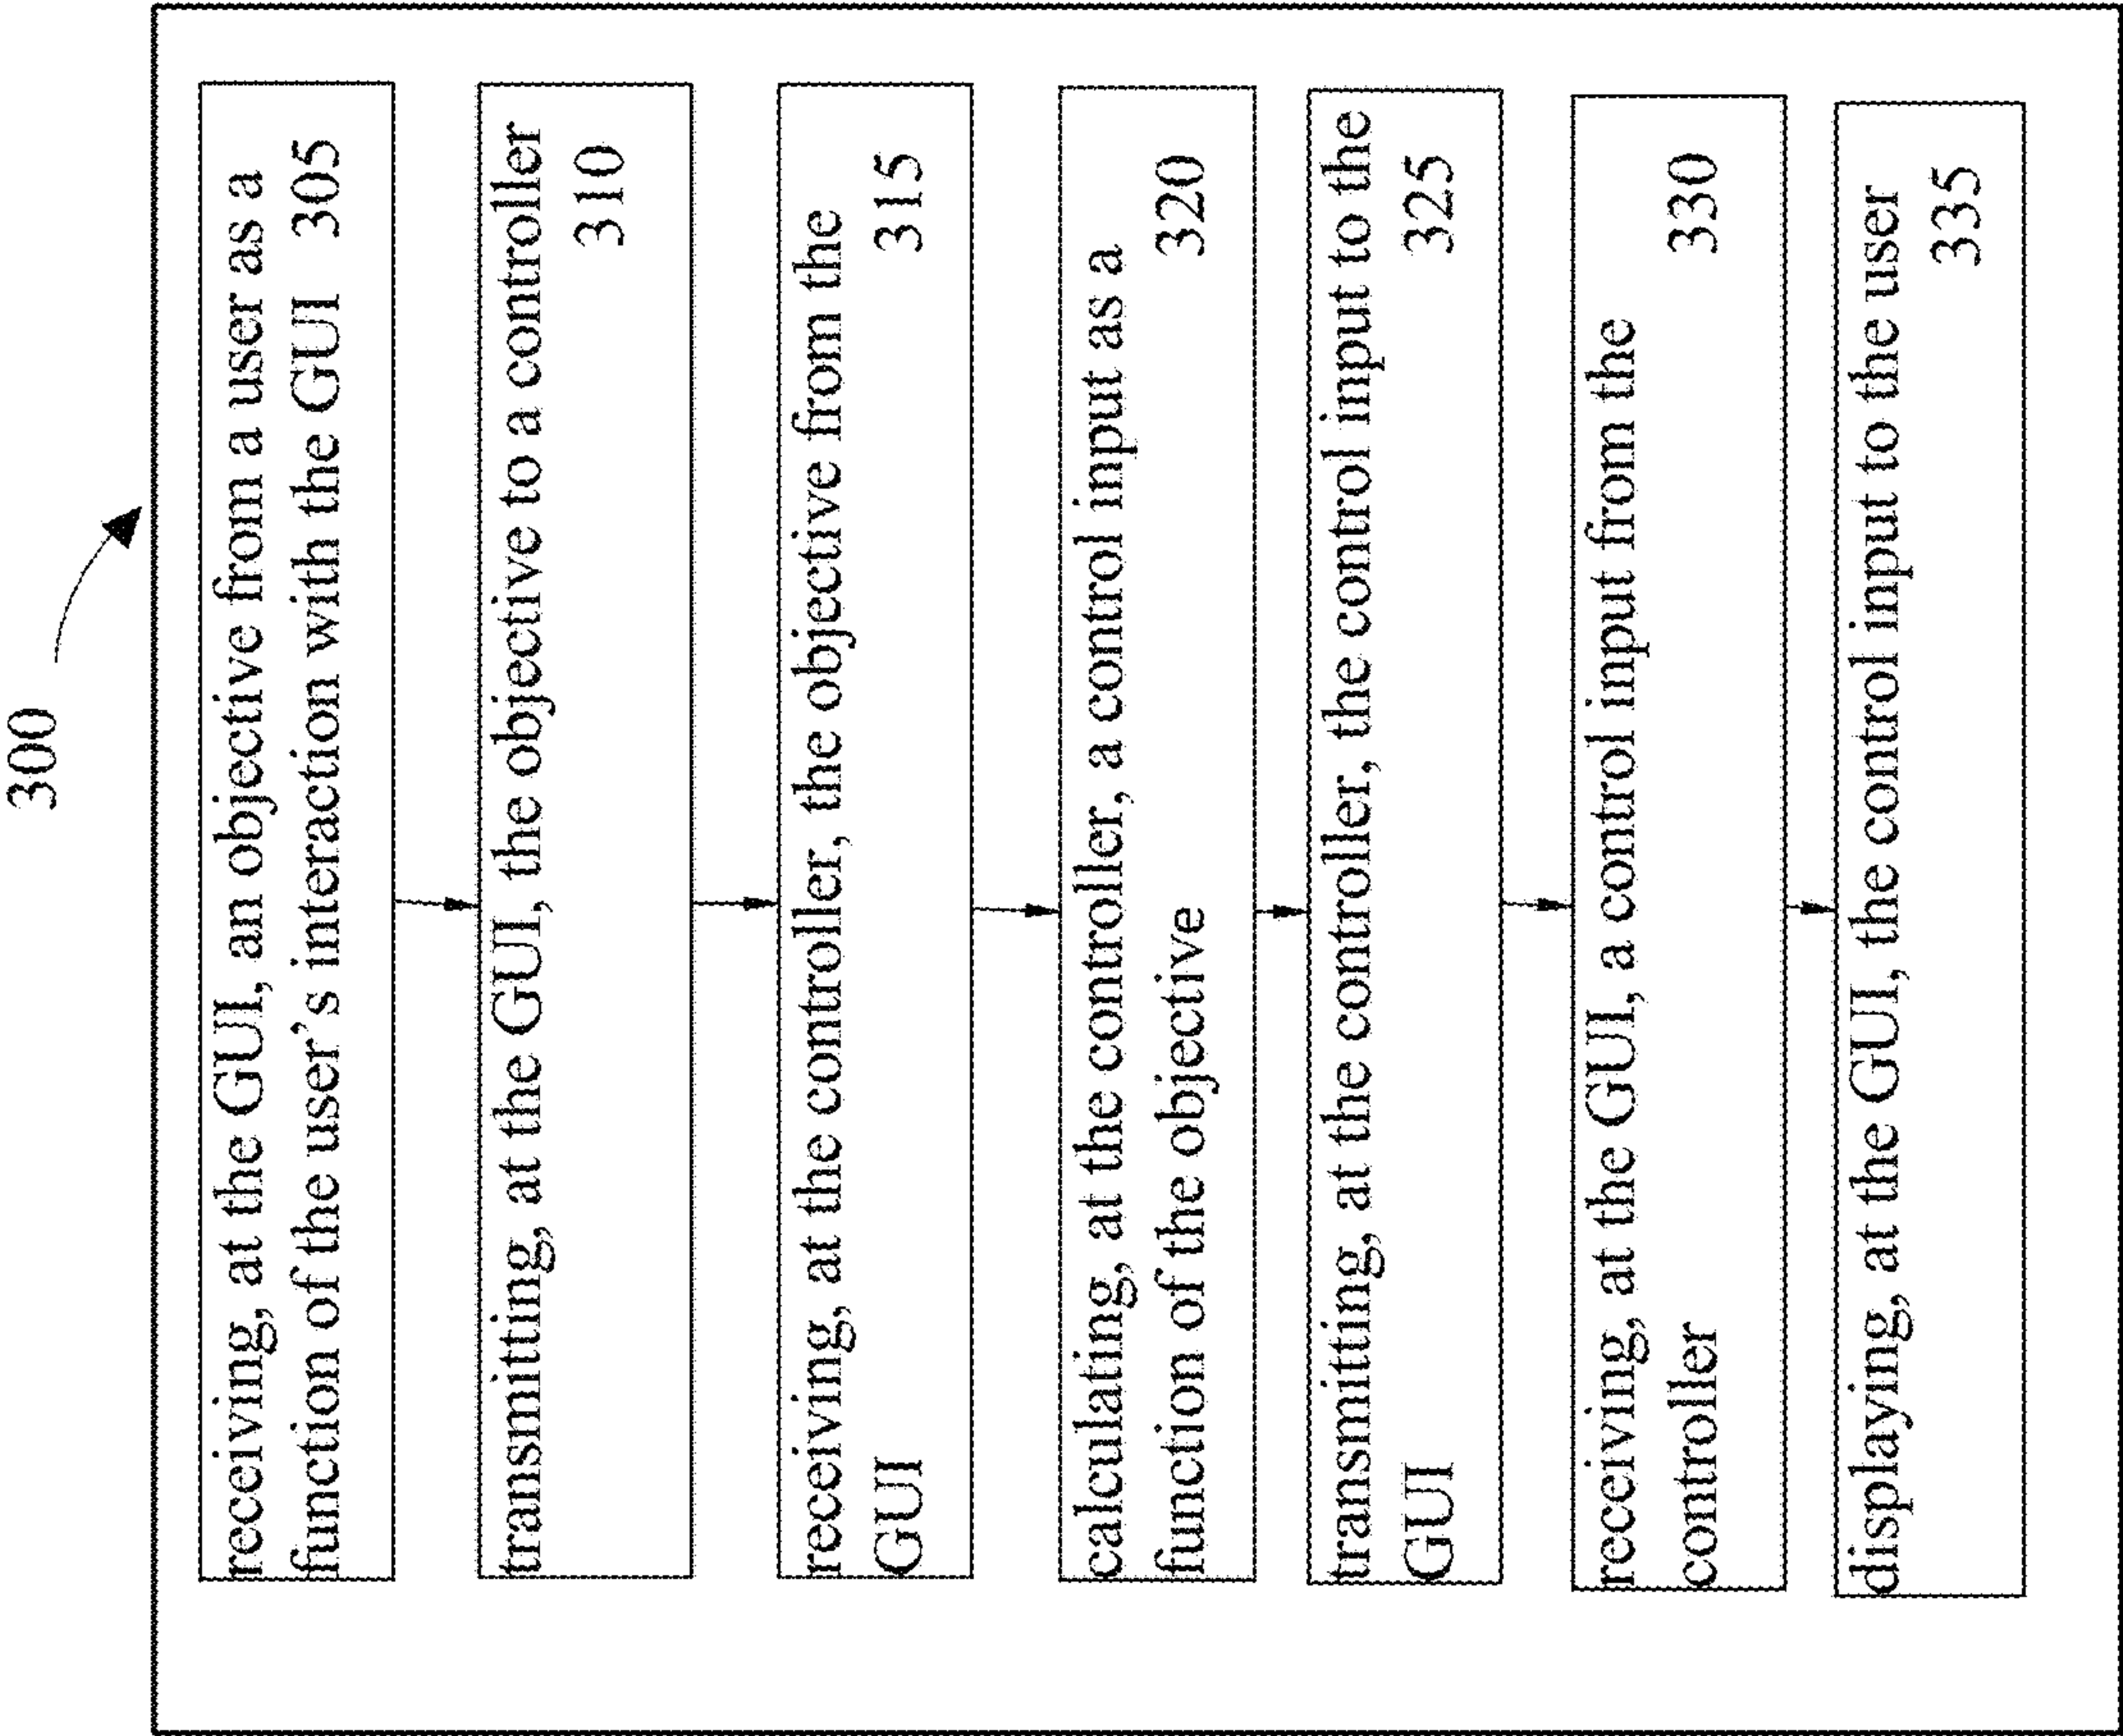 300
receiving, at the GUI, an objective from a user as a
function of the user's interaction with the GUI 305
transmitting, at the GUI, the objective to a controller
310
receiving, at the controller, the objective from the
GUI 315
calculating, at the controller, a control input as a
function of the objective 320
transmitting, at the controller, the control input to the
GUI 325
receiving, at the GUI, a control input from the
controller 330
displaying, at the GUI, the control input to the user
335